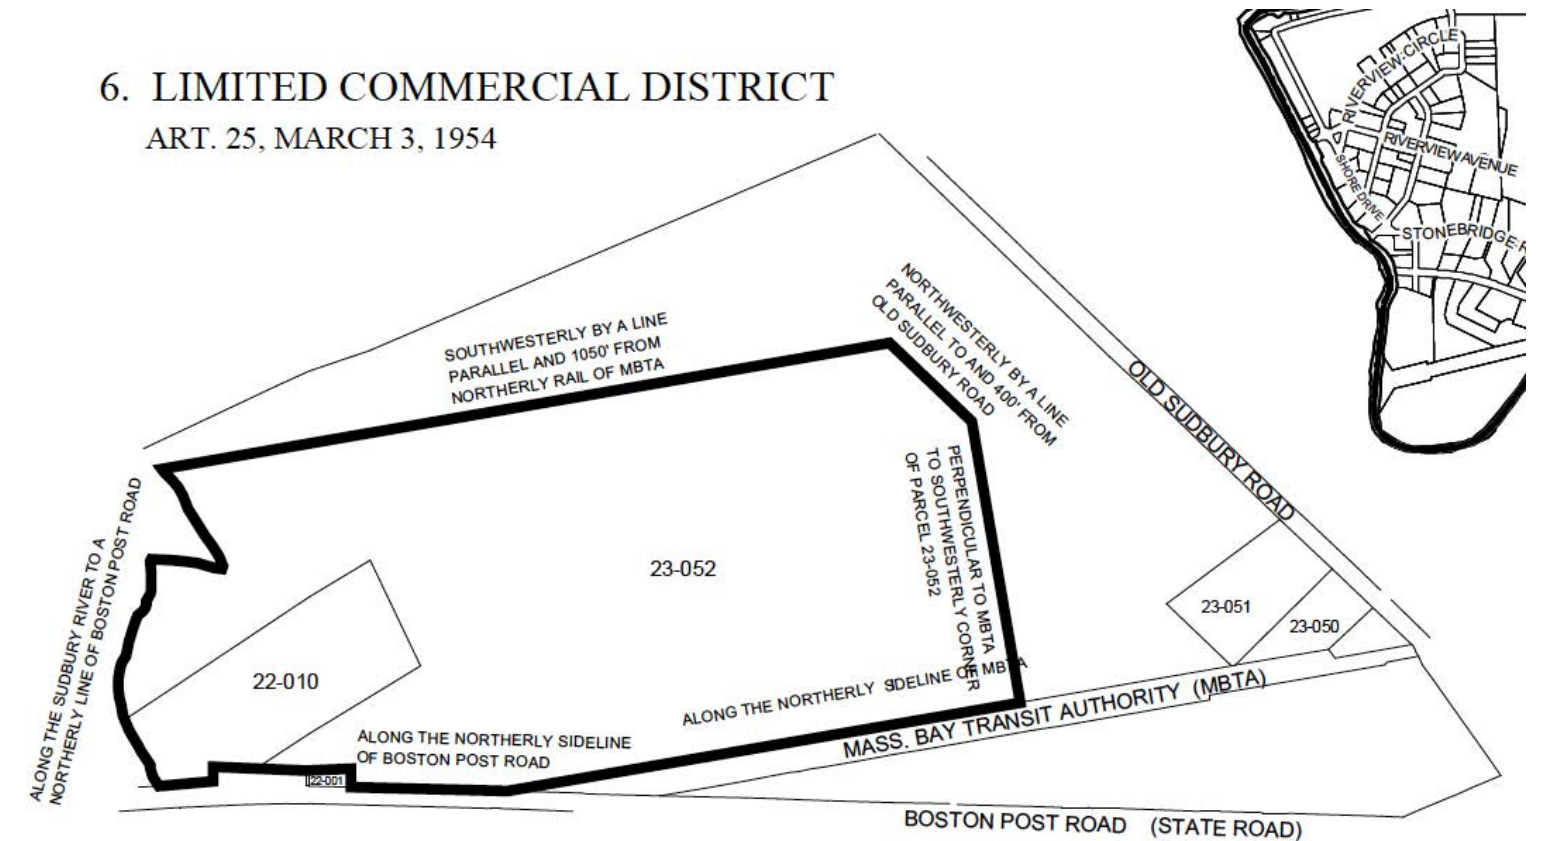 6. LIMITED COMMERCIAL DISTRICT
ART. 25, MARCH 3, 1954
RIVERVIEW CIRCLE
RIVERVIEW AVENUE
SHORE DRIVE
STONEBRIDGE R
SOUTHWESTERLY BY A LINE
PARALLEL AND 1050' FROM
NORTHERLY RAIL OF MBTA
NORTHWESTERLY BY A LINE
PARALLEL TO AND 400' FROM
OLD SUDBURY ROAD
OLD SUDBURY ROAD
PERPENDICULAR TO MBTA
TO SOUTHWESTERLY CORNER
OF PARCEL 23-052
ALONG THE SUDBURY RIVER TO A
NORTHERLY LINE OF BOSTON POST ROAD
23-052
23-051
23-050
22-010
ALONG THE NORTHERLY SIDELINE OF MBTA
MASS. BAY TRANSIT AUTHORITY (MBTA)
ALONG THE NORTHERLY SIDELINE
OF BOSTON POST ROAD
22-001
BOSTON POST ROAD (STATE ROAD)